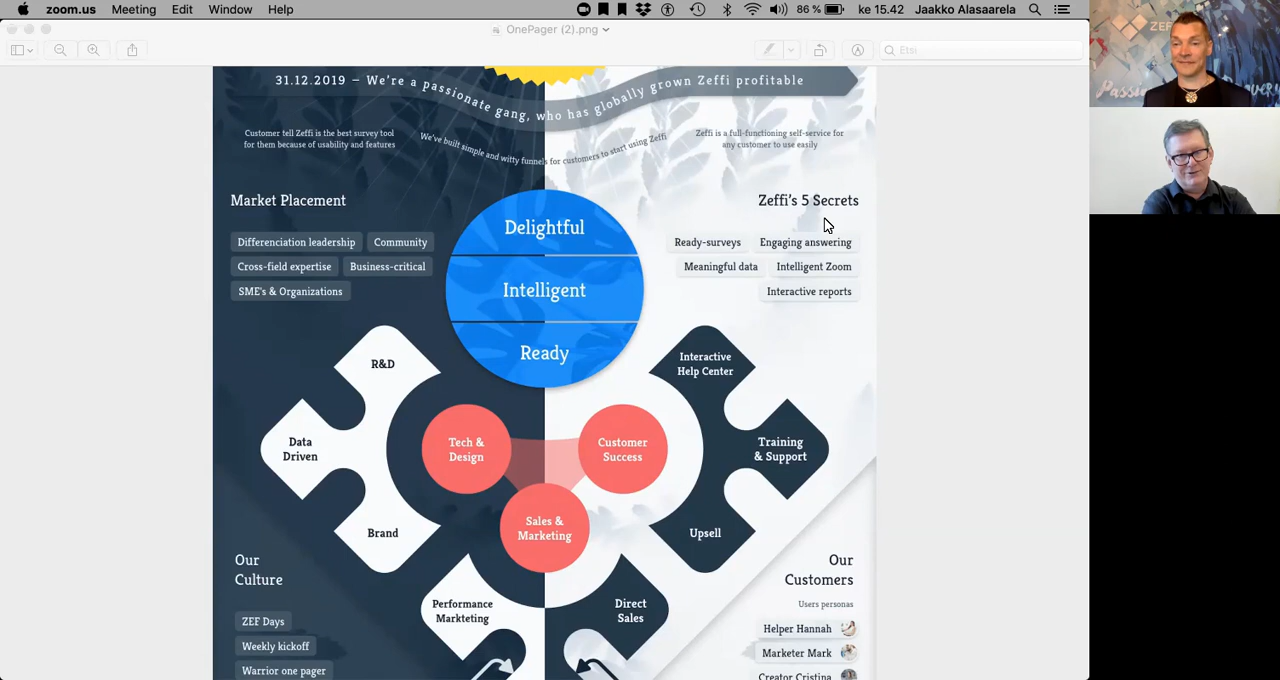 zoom.us Meeting Edit Window Help
86 % ke 15.42 Jaakko Alasaarela
OnePager (2).png
Etsi
31.12.2019 – We're a passionate gang, who has globally grown Zeffi profitable
Customer tell Zeffi is the best survey tool
for them because of usability and features
We've built simple and witty funnels for customers to start using Zeffi
Zeffi is a full-functioning self-service for
any customer to use easily
Market Placement
Differenciation leadership
Community
Cross-field expertise
Business-critical
SME's & Organizations
Delightful
Intelligent
Ready
Zeffi's 5 Secrets
Ready-surveys
Engaging answering
Meaningful data
Intelligent Zoom
Interactive reports
R&D
Data
Driven
Brand
Tech &
Design
Customer
Success
Sales &
Marketing
Interactive
Help Center
Training
& Support
Upsell
Performance
Markteting
Direct
Sales
Our
Culture
ZEF Days
Weekly kickoff
Warrior one pager
Our
Customers
Users personas
Helper Hannah
Marketer Mark
Creator Cristina